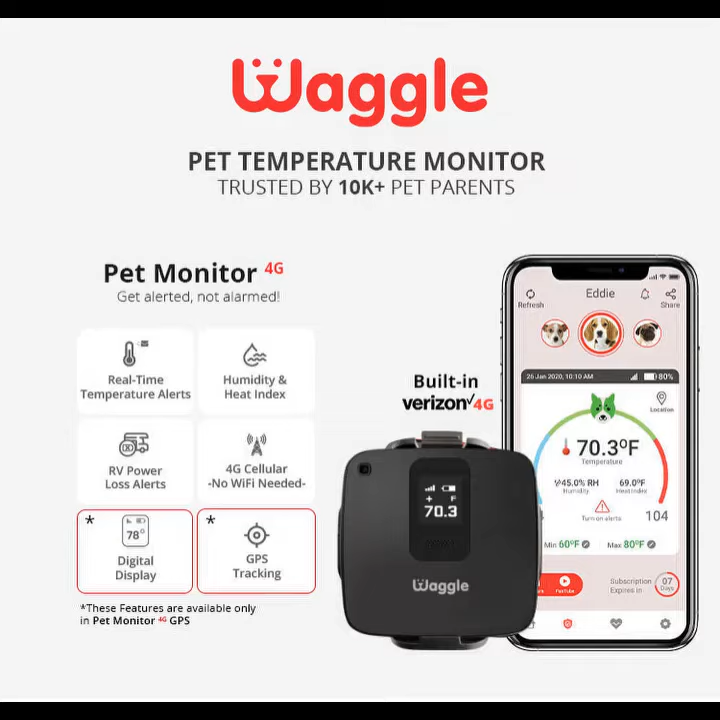 Waggle
PET TEMPERATURE MONITOR
TRUSTED BY 10K+ PET PARENTS
Pet Monitor 4G
Get alerted, not alarmed!
Real-Time
Temperature Alerts
Humidity &
Heat Index
RV Power
Loss Alerts
4G Cellular
-No WiFi Needed-
*
78°
Digital
Display
*
GPS
Tracking
*These Features are available only
in Pet Monitor 4G GPS
Built-in
verizon✓4G
+ F
70.3
Waggle
Eddie
Refresh
Share
26 Jan 2020, 10:10 AM
80%
Location
70.3°F
Temperature
45.0% RH
Humidity
69.0°F
HeatIndex
Turn on alerts
104
Min 60°F
Max 80°F
PetTube
Subscription
Expires in
07
Days